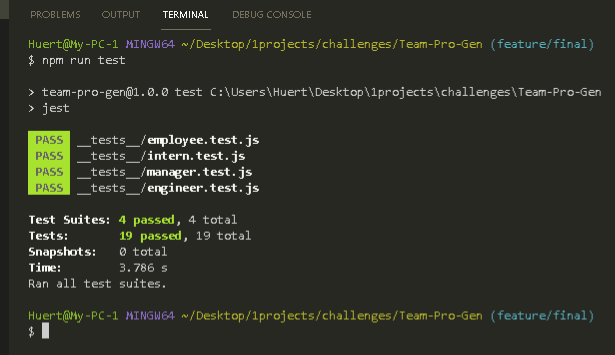 PROBLEMS OUTPUT TERMINAL DEBUG CONSOLE
Huert@My-PC-1 MINGW64 ~/Desktop/1projects/challenges/Team-Pro-Gen (feature/final)
$ npm run test
> team-pro-gen@1.0.0 test C:\Users\Huert\Desktop\1projects\challenges\Team-Pro-Gen
> jest
PASS __tests__/employee.test.js
PASS __tests__/intern.test.js
PASS __tests__/manager.test.js
PASS __tests__/engineer.test.js
Test Suites: 4 passed, 4 total
Tests: 19 passed, 19 total
Snapshots: 0 total
Time: 3.786 s
Ran all test suites.
Huert@My-PC-1 MINGW64 ~/Desktop/1projects/challenges/Team-Pro-Gen (feature/final)
$